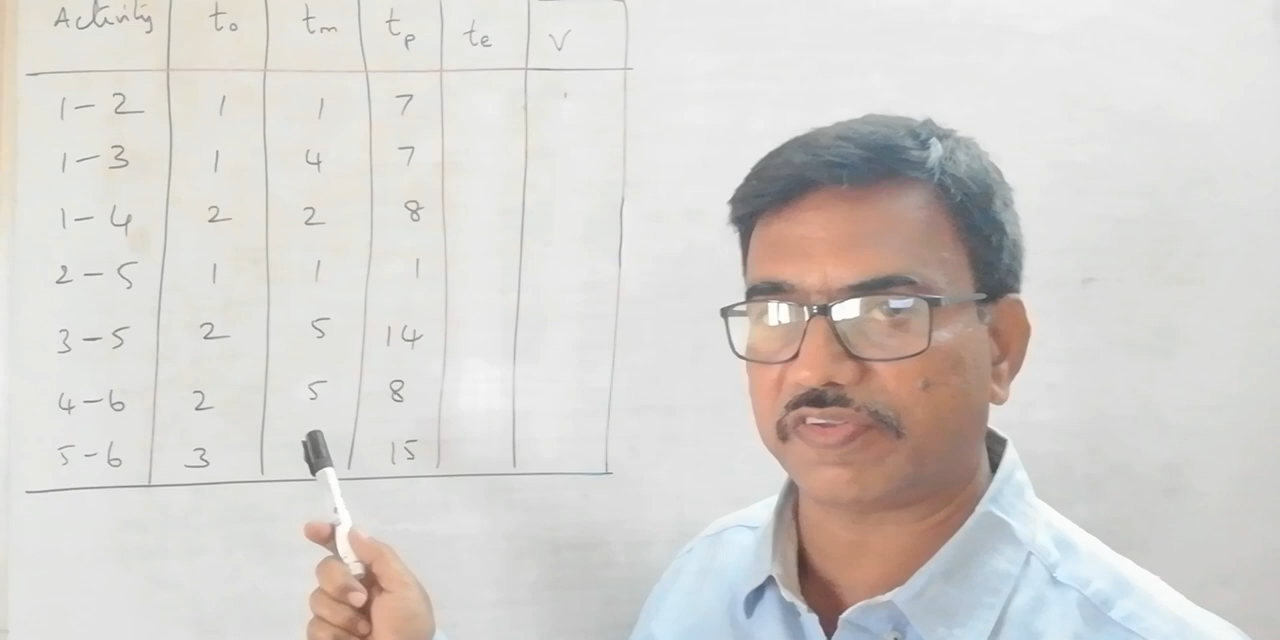 Activity to tm tp te V
1-2 1 1 7
1-3 1 4 7
1-4 2 2 8
2-5 1 1 1
3-5 2 5 14
4-6 2 5 8
5-6 3 15